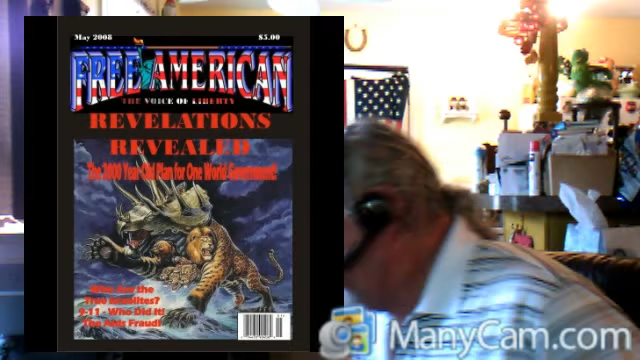 May 2008 $5.00
FREE AMERICAN
THE VOICE OF LIBERTY
REVELATIONS
REVEALED
The 2000 Year-Old Plan for One World Government!
Who Are the
True Israelites?
9-11 - Who Did It!
The Aids Fraud!
ManyCam.com